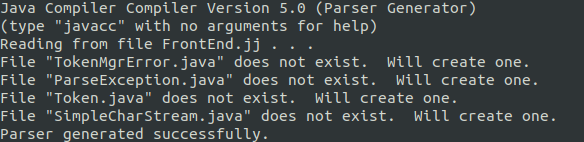 Java Compiler Compiler Version 5.0 (Parser Generator)
(type "javacc" with no arguments for help)
Reading from file FrontEnd.jj . . .
File "TokenMgrError.java" does not exist.  Will create one.
File "ParseException.java" does not exist.  Will create one.
File "Token.java" does not exist.  Will create one.
File "SimpleCharStream.java" does not exist.  Will create one.
Parser generated successfully.